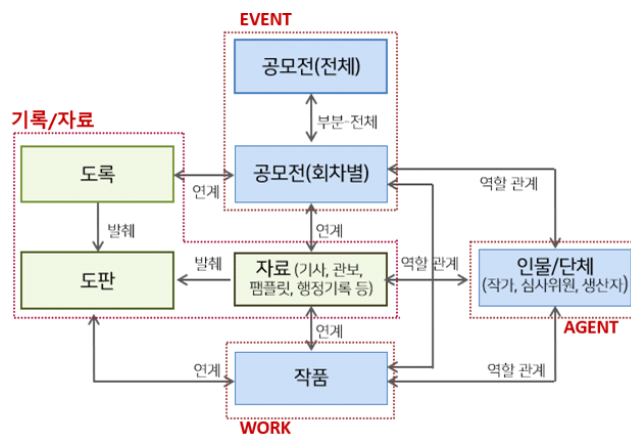 EVENT
공모전(전체)
기록/자료
부분-전체
도록
공모전(회차별)
연계
역할 관계
발췌
연계
도판
발췌
자료 (기사, 관보,
팸플릿, 행정기록 등)
역할 관계
인물/단체
(작가, 심사위원, 생산자)
AGENT
연계
연계
작품
역할 관계
WORK